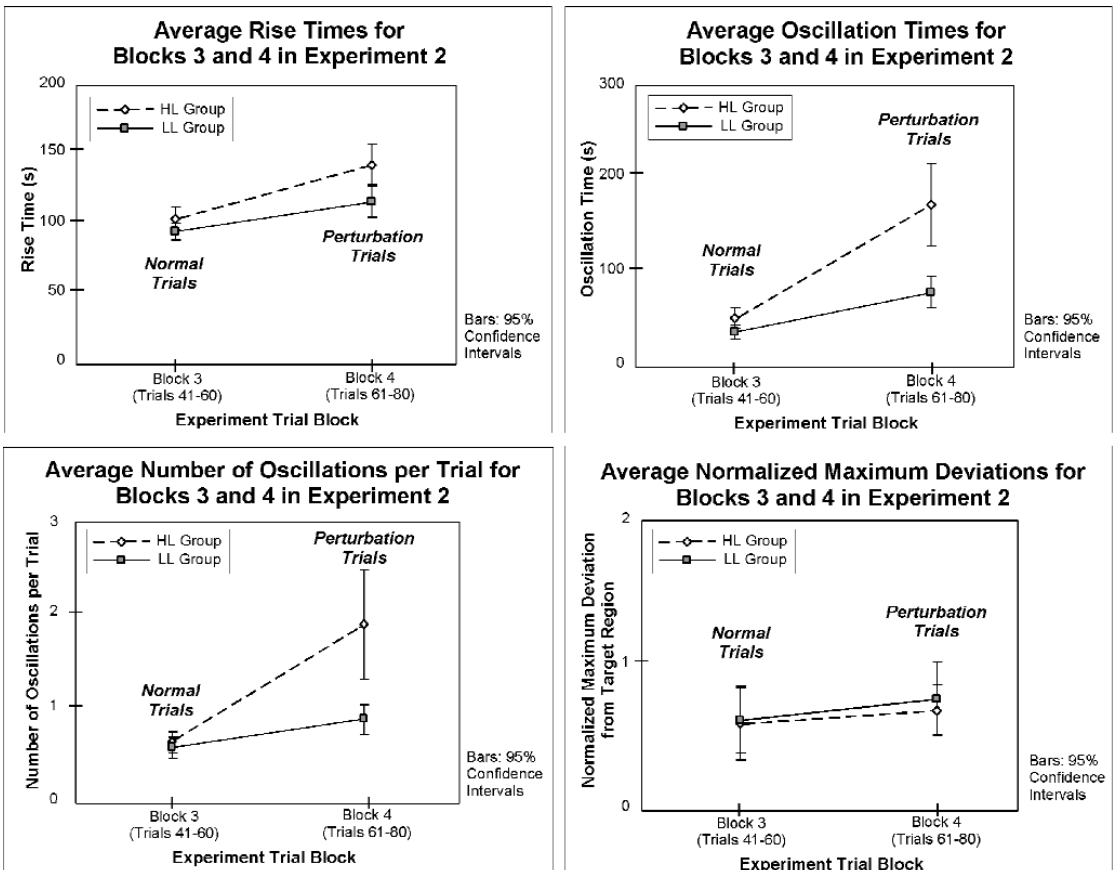 Average Rise Times for
Blocks 3 and 4 in Experiment 2
200
150
100
50
0
Rise Time (s)
HL Group
LL Group
Normal
Trials
Perturbation
Trials
Bars: 95%
Confidence
Intervals
Block 3
(Trials 41-60)
Block 4
(Trials 61-80)
Experiment Trial Block
Average Oscillation Times for
Blocks 3 and 4 in Experiment 2
300
200
100
0
Oscillation Time (s)
HL Group
LL Group
Normal
Trials
Perturbation
Trials
Bars: 95%
Confidence
Intervals
Block 3
(Trials 41-60)
Block 4
(Trials 61-80)
Experiment Trial Block
Average Number of Oscillations per Trial for
Blocks 3 and 4 in Experiment 2
3
2
1
0
Number of Oscillations per Trial
HL Group
LL Group
Normal
Trials
Perturbation
Trials
Bars: 95%
Confidence
Intervals
Block 3
(Trials 41-60)
Block 4
(Trials 61-80)
Experiment Trial Block
Average Normalized Maximum Deviations for
Blocks 3 and 4 in Experiment 2
2
1
0
Normalized Maximum Deviation
from Target Region
HL Group
LL Group
Normal
Trials
Perturbation
Trials
Bars: 95%
Confidence
Intervals
Block 3
(Trials 41-60)
Block 4
(Trials 61-80)
Experiment Trial Block